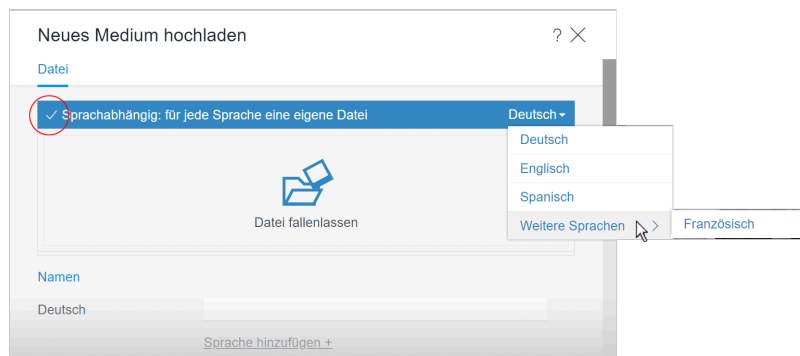 Neues Medium hochladen ?
Datei
Sprachabhängig: für jede Sprache eine eigene Datei Deutsch
Deutsch
Englisch
Spanisch
Weitere Sprachen Französisch
Datei fallenlassen
Namen
Deutsch
Sprache hinzufügen +